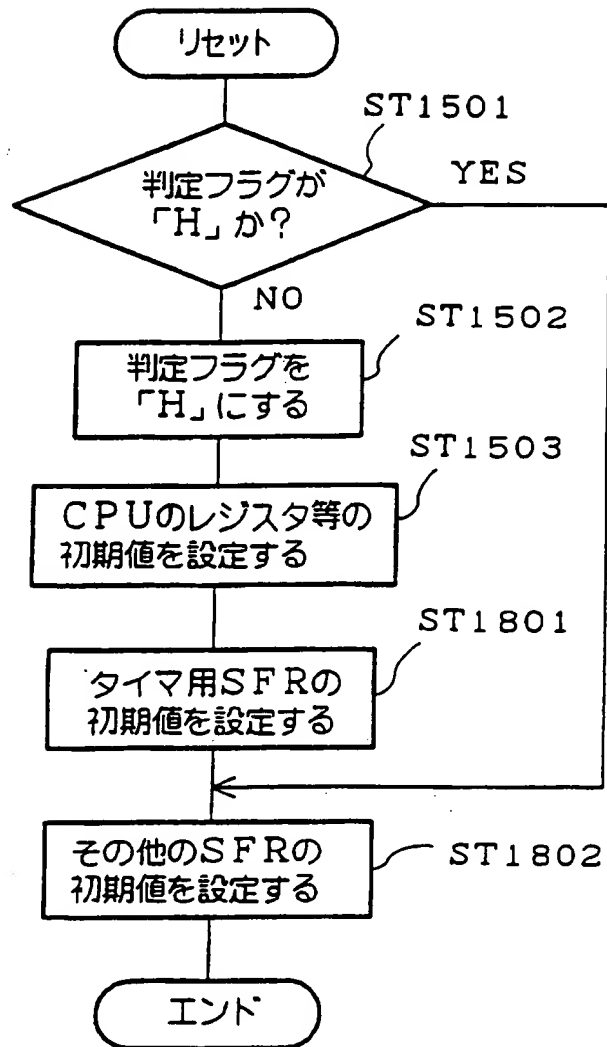 リセット
ST1501
判定フラグが
「H」か?
YES
NO
ST1502
判定フラグを
「H」にする
ST1503
CPUのレジスタ等の
初期値を設定する
ST1801
タイマ用SFRの
初期値を設定する
その他のSFRの
初期値を設定する
ST1802
エンド